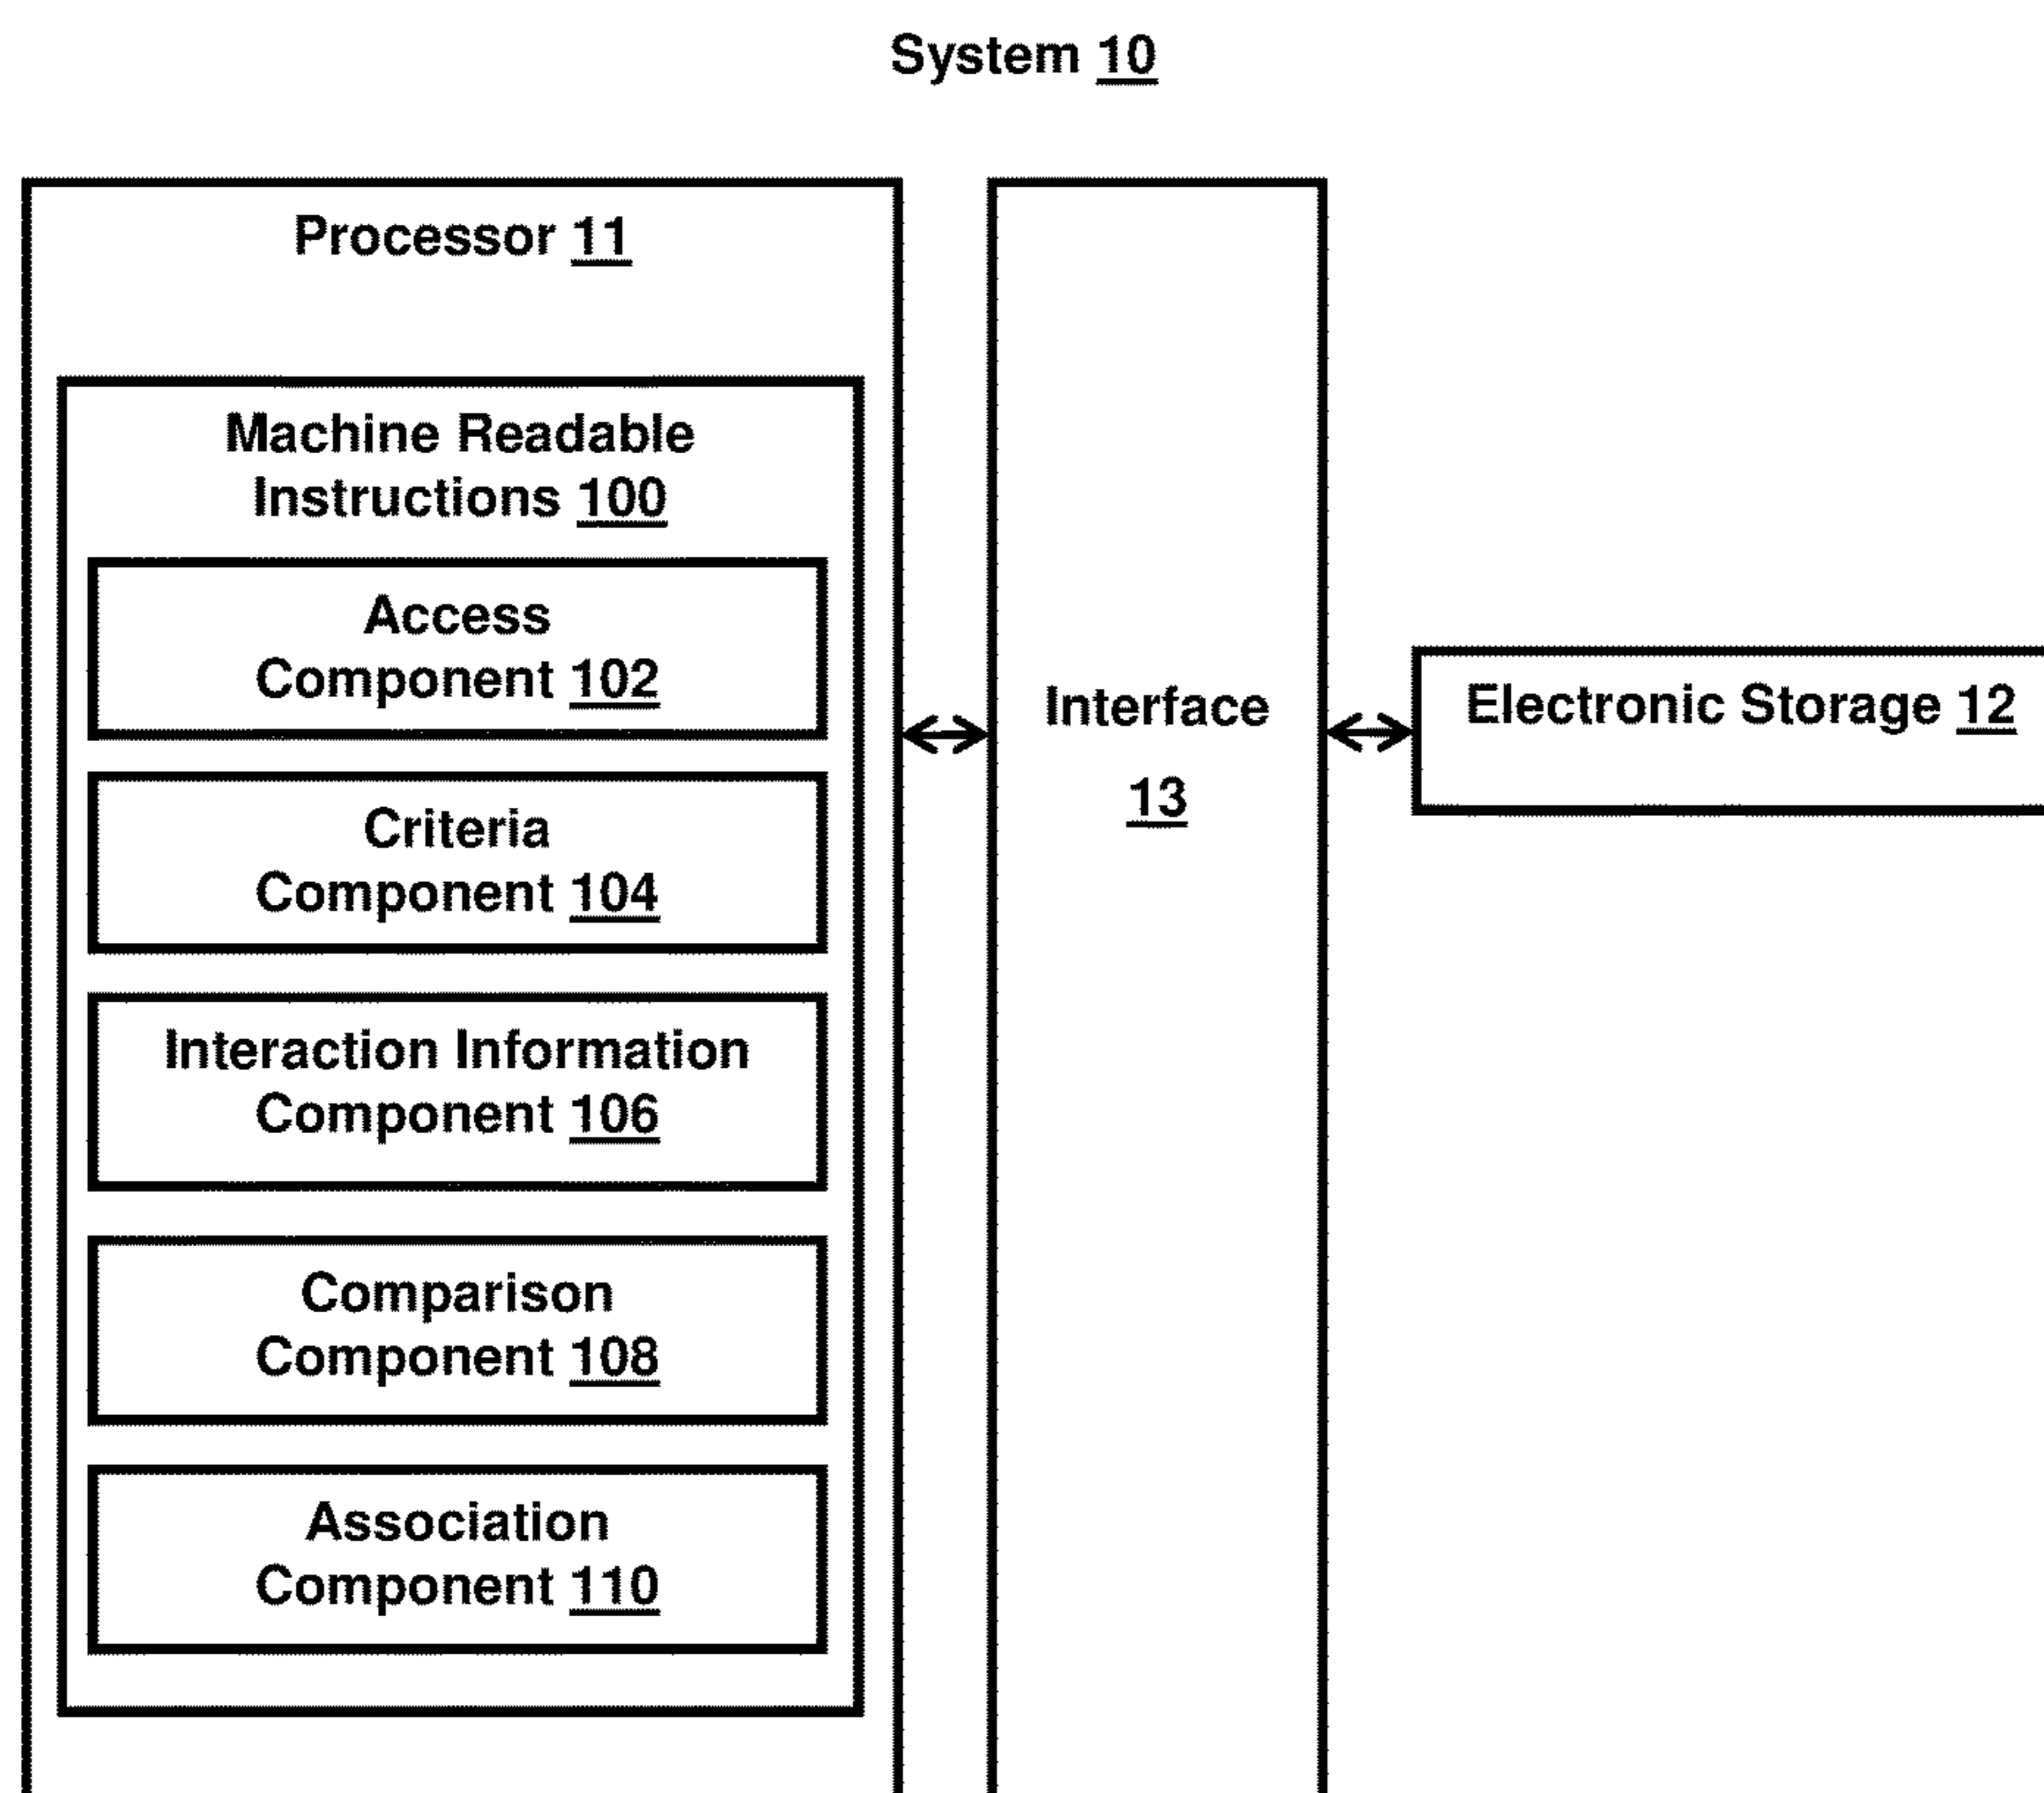 System 10
Processor 11
Machine Readable
Instructions 100
Access
Component 102
Criteria
Component 104
Interaction Information
Component 106
Comparison
Component 108
Association
Component 110
Interface
13
Electronic Storage 12